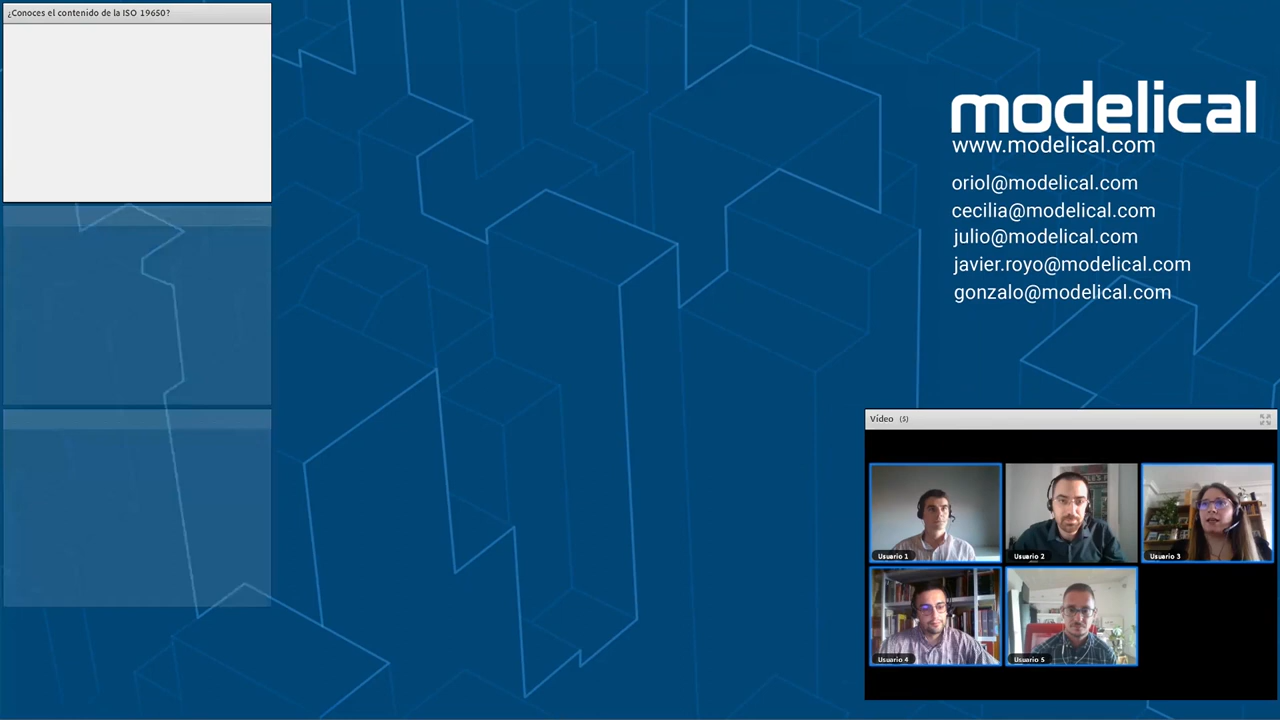 ¿Conoces el contenido de la ISO 19650?
modelical
www.modelical.com
oriol@modelical.com
cecilia@modelical.com
julio@modelical.com
javier.royo@modelical.com
gonzalo@modelical.com
Vídeo (5)
Usuario 1
Usuario 2
Usuario 3
Usuario 4
Usuario 5